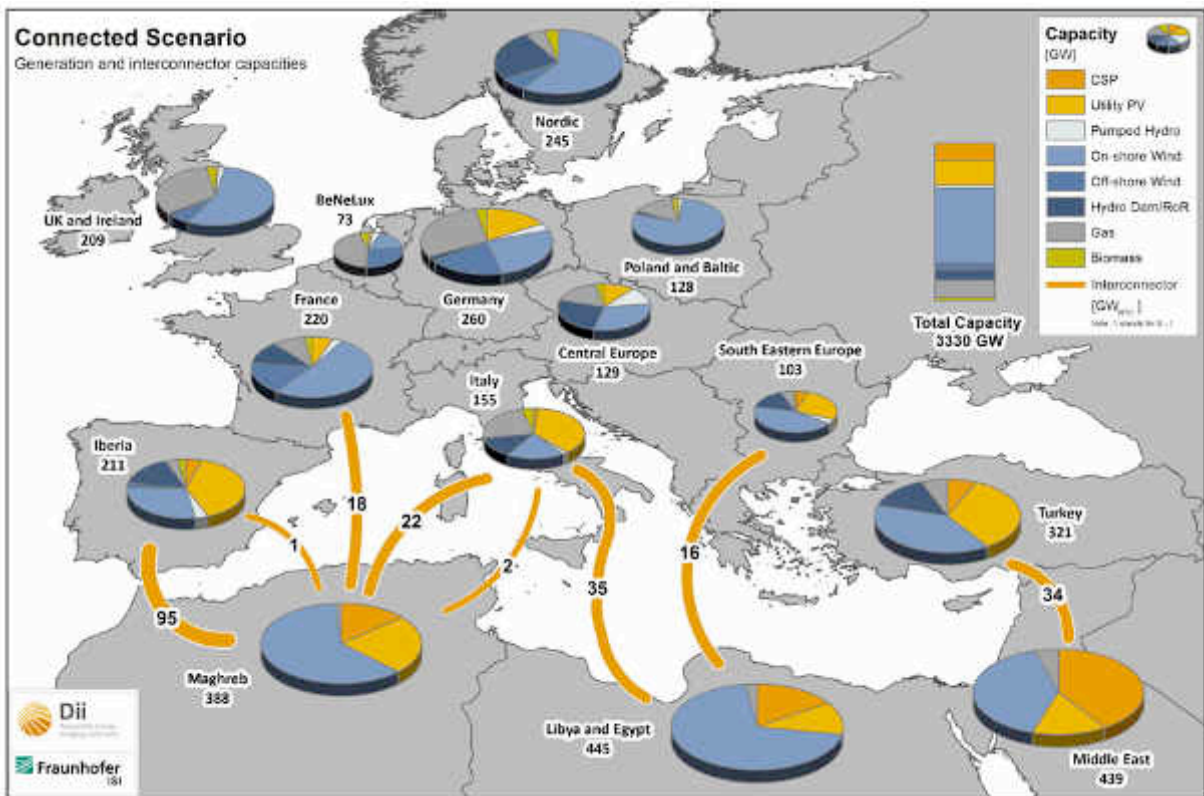 Connected Scenario
Generation and interconnector capacities
Capacity
[GW]
CSP
Utility PV
Pumped Hydro
On-shore Wind
Off-shore Wind
Hydro Dam/RoR
Gas
Biomass
Interconnector
Total Capacity
3330 GW
Nordic
245
UK and Ireland
209
BeNeLux
73
Germany
260
Poland and Baltic
128
France
220
Central Europe
129
South Eastern Europe
103
Italy
155
Iberia
211
Turkey
321
1
18
22
2
35
16
34
95
Maghreb
388
Libya and Egypt
445
Middle East
439
Dii
Fraunhofer
ISI